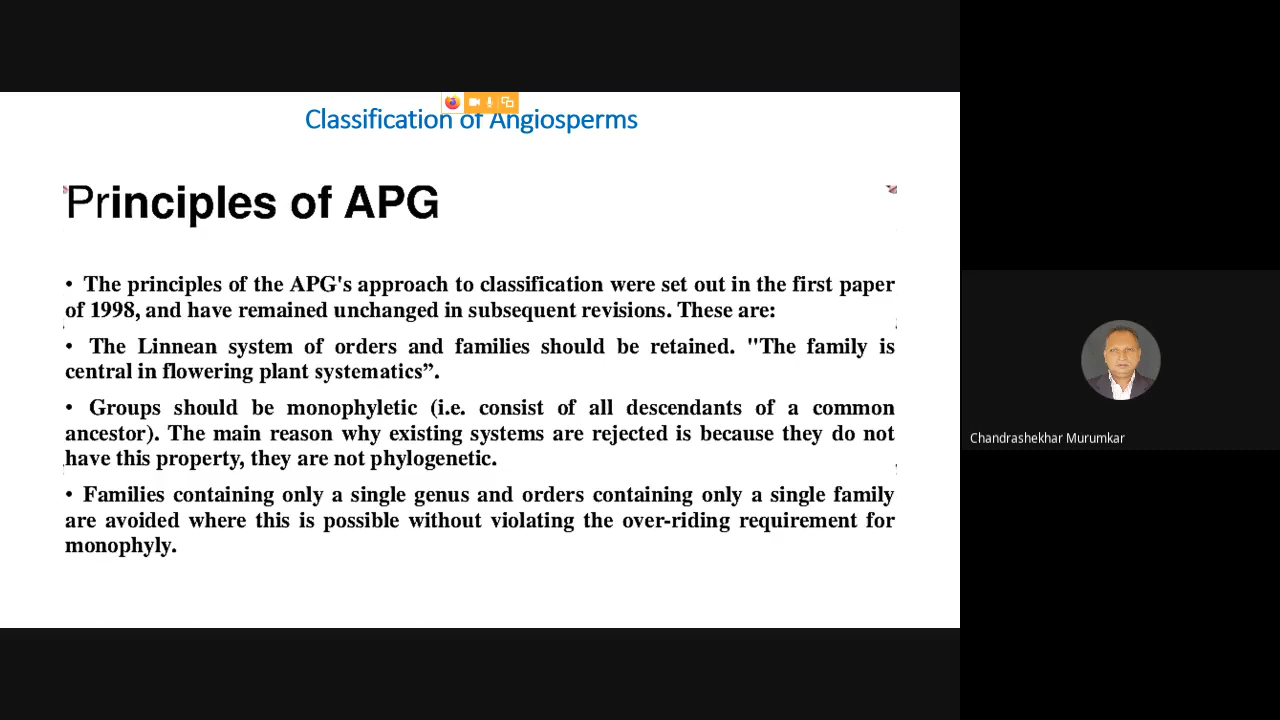 Classification of Angiosperms
Principles of APG
• The principles of the APG's approach to classification were set out in the first paper
of 1998, and have remained unchanged in subsequent revisions. These are:
• The Linnean system of orders and families should be retained. "The family is
central in flowering plant systematics”.
• Groups should be monophyletic (i.e. consist of all descendants of a common
ancestor). The main reason why existing systems are rejected is because they do not
have this property, they are not phylogenetic.
• Families containing only a single genus and orders containing only a single family
are avoided where this is possible without violating the over-riding requirement for
monophyly.
Chandrashekhar Murumkar